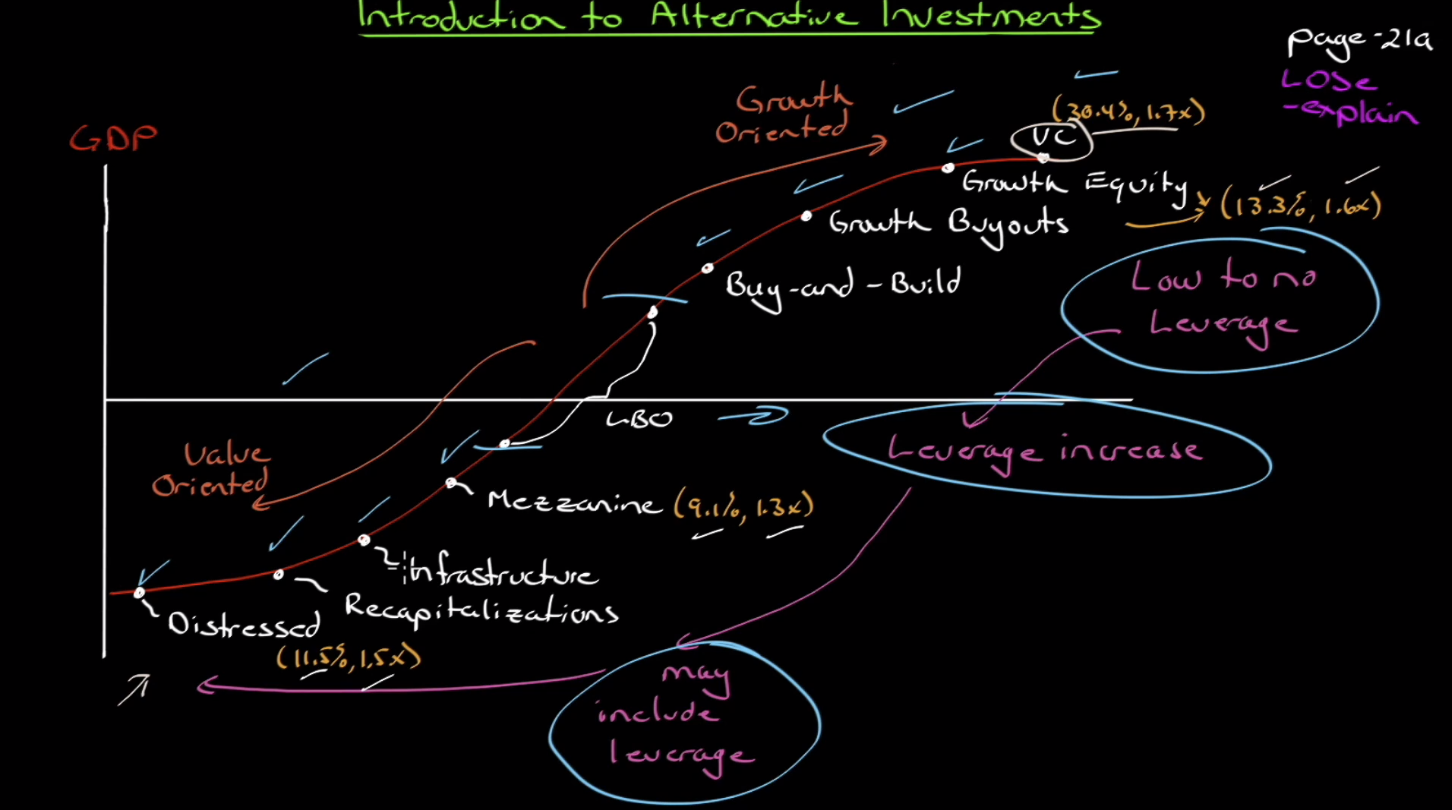 Introduction to Alternative Investments
page-21a
LOSe
-explain
GDP
Growth
Oriented
(30.4%, 1.7x)
VC
Growth Equity
(13.3%, 1.6x)
Growth Buyouts
Buy-and-Build
Low to no
Leverage
LBO
Leverage increase
Value
Oriented
Mezzanine (9.1%, 1.3x)
Infrastructure
Recapitalizations
Distressed
(11.5%, 1.5x)
may
include
leverage